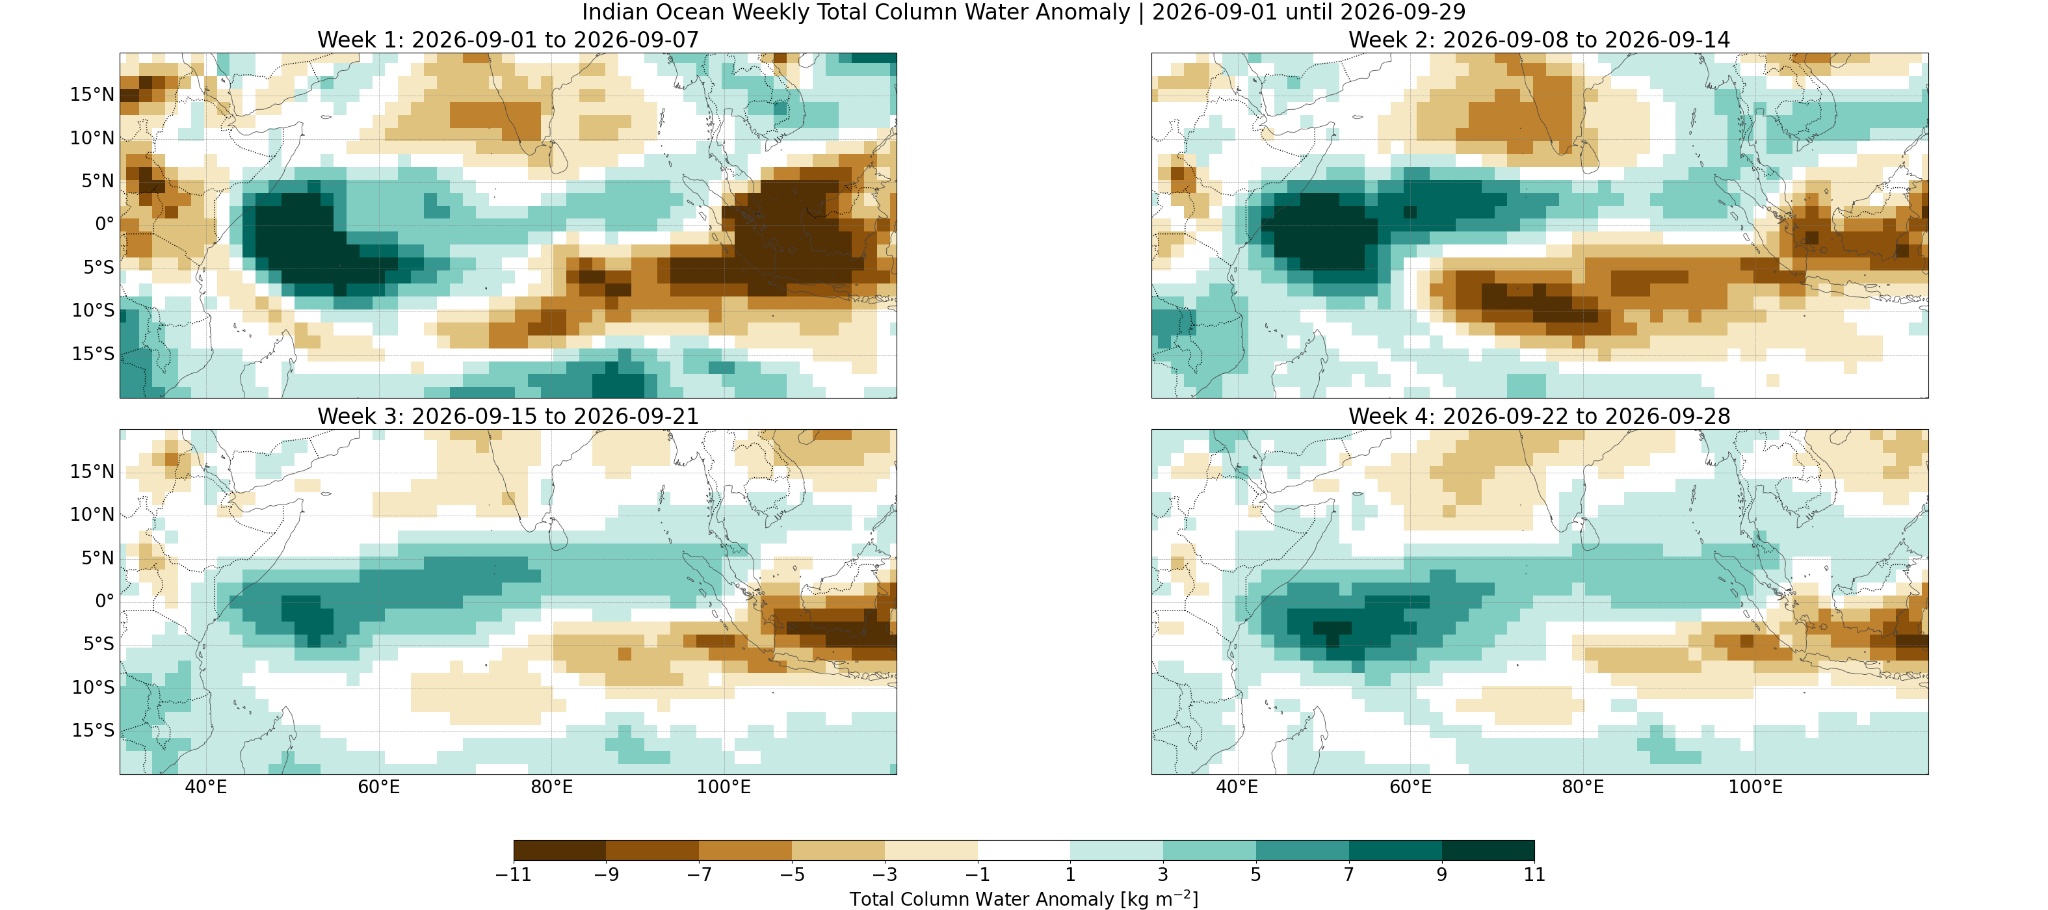 Indian Ocean Weekly Total Column Water Anomaly | 2026-09-01 until 2026-09-29
Week 1: 2026-09-01 to 2026-09-07
Week 2: 2026-09-08 to 2026-09-14
15°N
10°N
5°N
0°
5°S
10°S
15°S
Week 3: 2026-09-15 to 2026-09-21
Week 4: 2026-09-22 to 2026-09-28
15°N
10°N
5°N
0°
5°S
10°S
15°S
40°E 60°E 80°E 100°E
40°E 60°E 80°E 100°E
−11 −9 −7 −5 −3 −1 1 3 5 7 9 11
Total Column Water Anomaly [kg m⁻²]